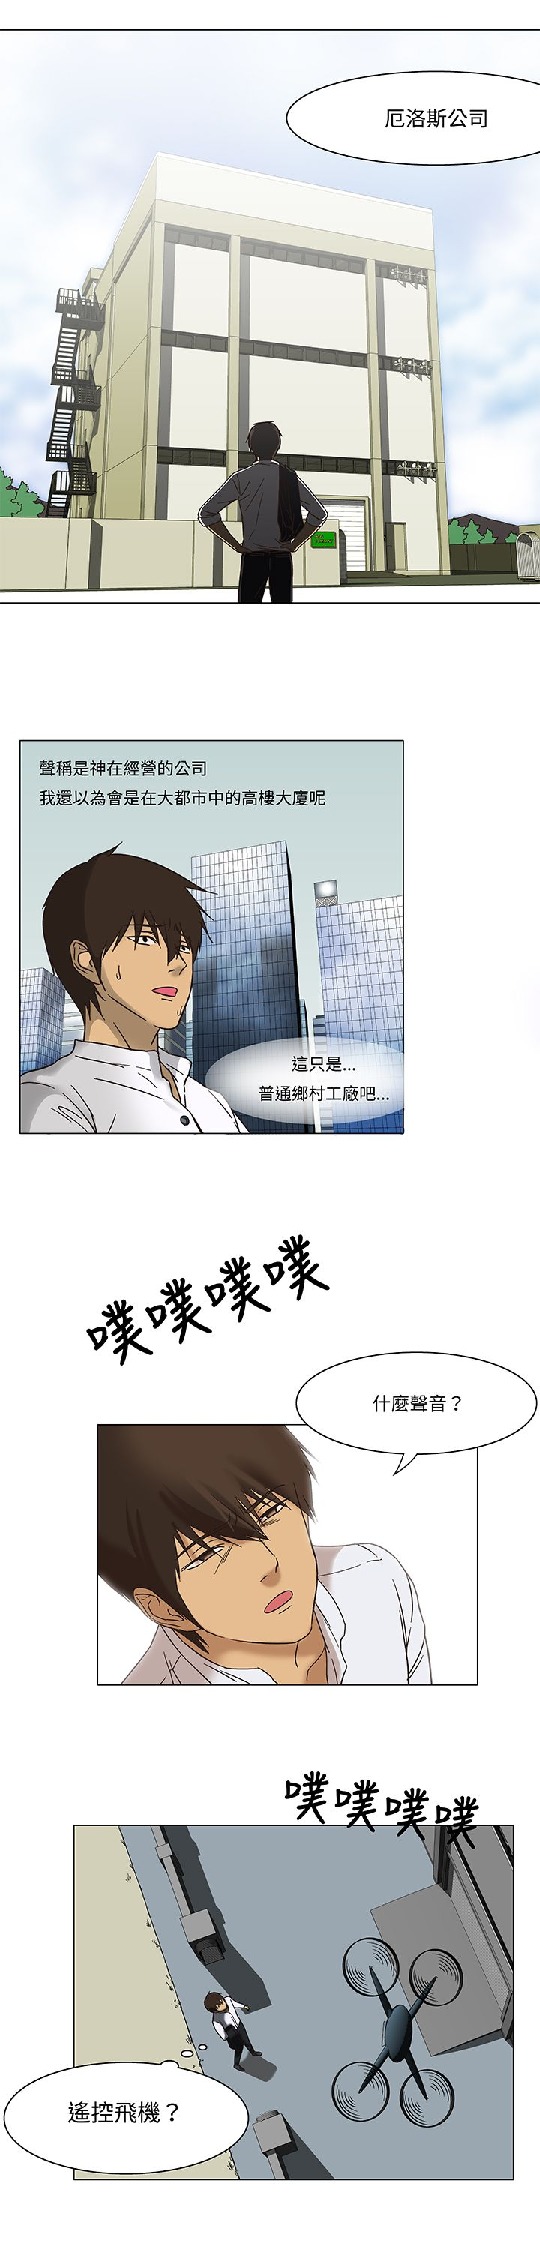 厄洛斯公司
聲稱是神在經營的公司
我還以為會是在大都市中的高樓大廈呢
這只是...
普通鄉村工廠吧...
噗噗噗噗
什麼聲音？
噗噗噗噗
遙控飛機？